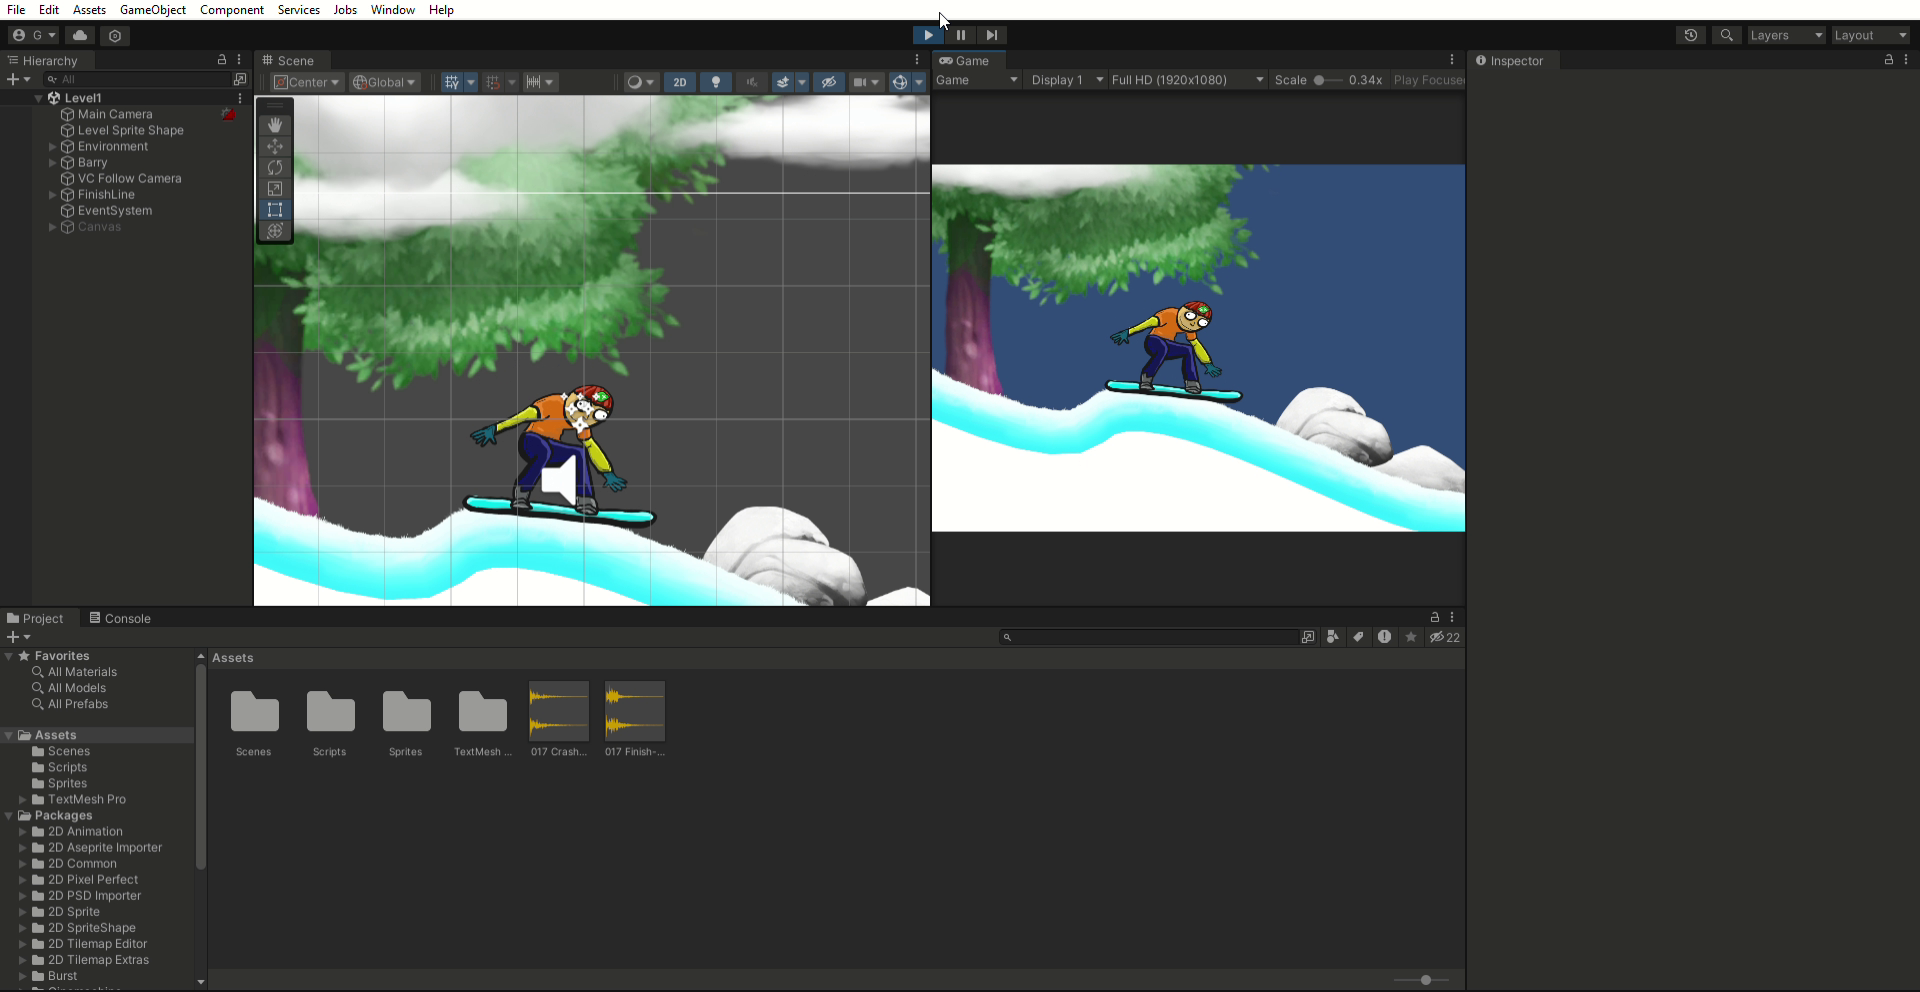 File Edit Assets GameObject Component Services Jobs Window Help
G Layers Layout
Hierarchy
All
Level1
Main Camera
Level Sprite Shape
Environment
Barry
VC Follow Camera
FinishLine
EventSystem
Canvas
Scene
Center Global 2D
Game
Game Display 1 Full HD (1920x1080) Scale 0.34x Play Focuse
Inspector
Project Console
22
Favorites
All Materials
All Models
All Prefabs
Assets
Scenes
Scripts
Sprites
TextMesh Pro
Packages
2D Animation
2D Aseprite Importer
2D Common
2D Pixel Perfect
2D PSD Importer
2D Sprite
2D SpriteShape
2D Tilemap Editor
2D Tilemap Extras
Burst
Assets
Scenes Scripts Sprites TextMesh ... 017 Crash... 017 Finish-...